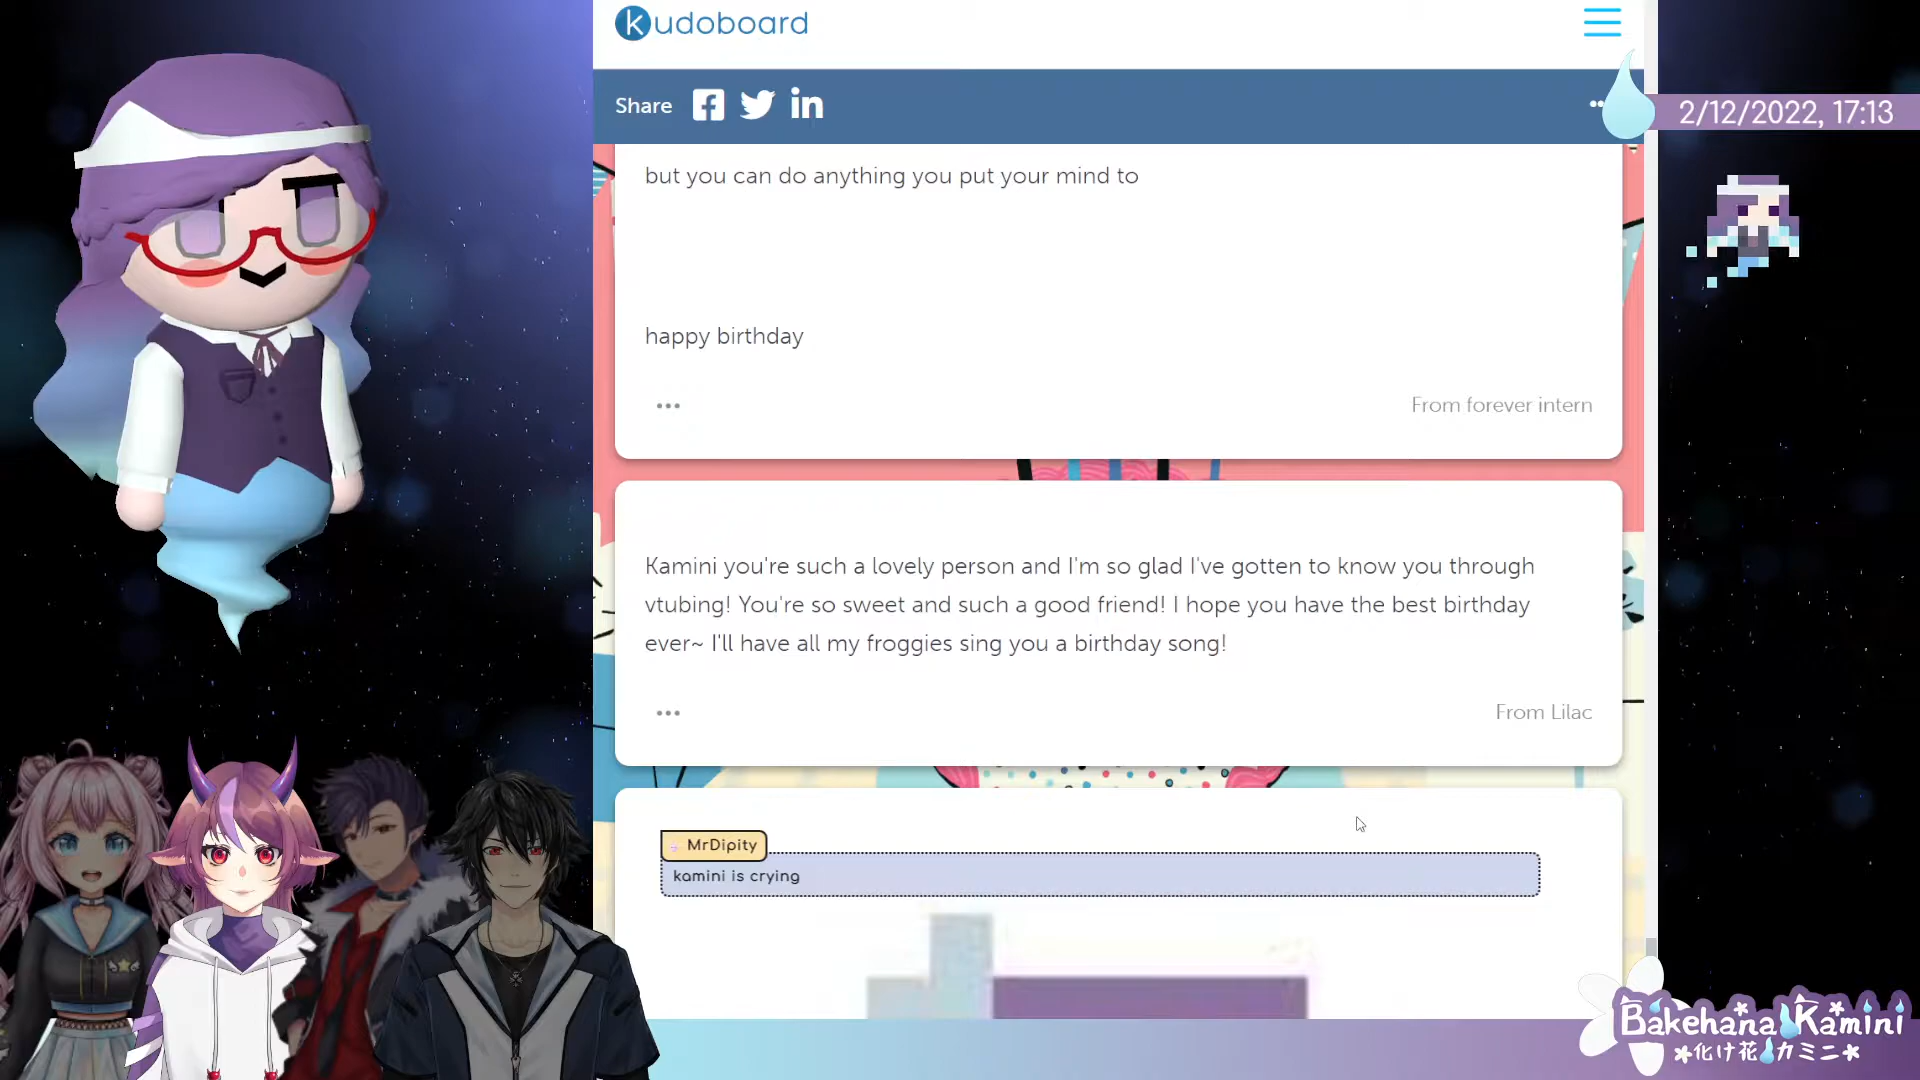 kudoboard
Share
2/12/2022, 17:13
but you can do anything you put your mind to
happy birthday
From forever intern
Kamini you're such a lovely person and I'm so glad I've gotten to know you through
vtubing! You're so sweet and such a good friend! I hope you have the best birthday
ever~ I'll have all my froggies sing you a birthday song!
From Lilac
MrDipity
kamini is crying
Bakehana Kamini
化け花カミニ